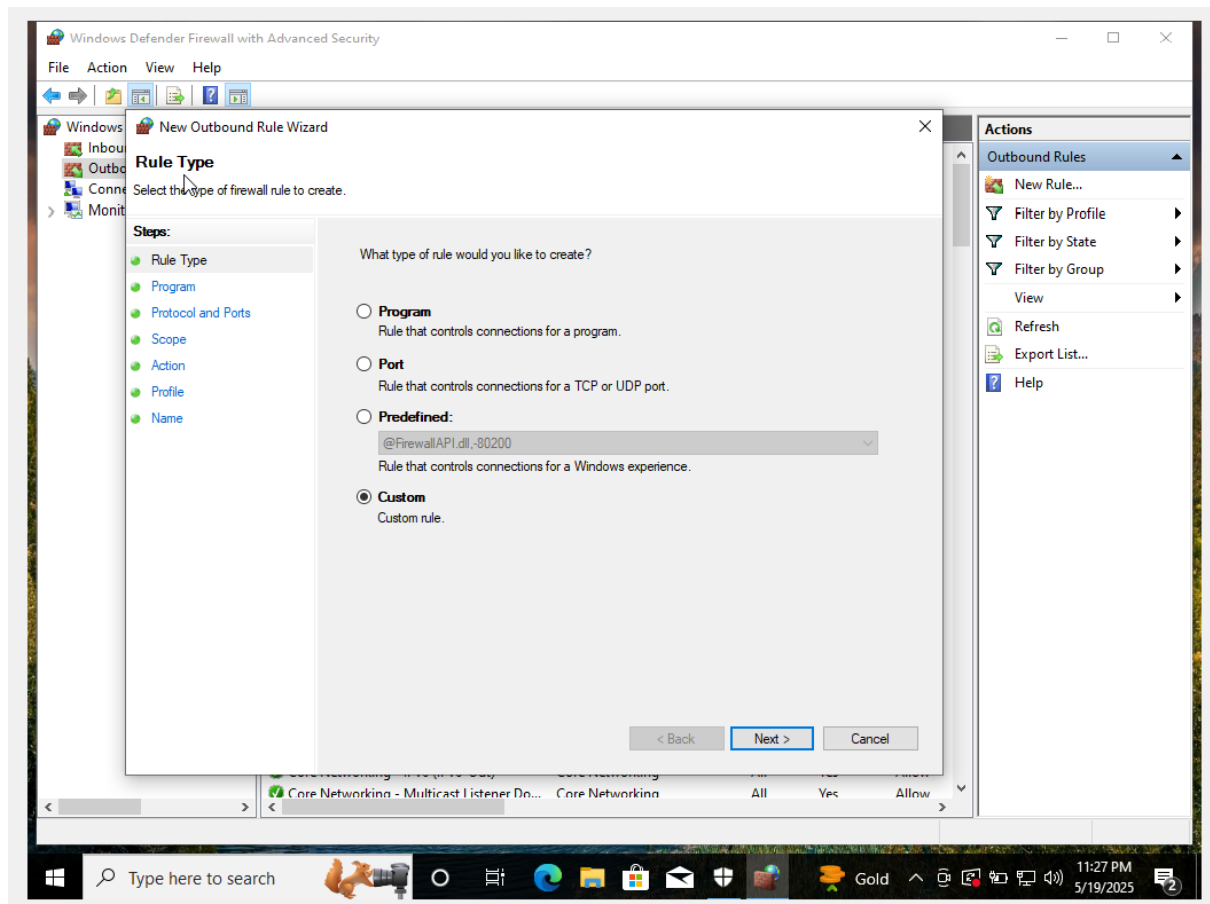 Windows Defender Firewall with Advanced Security
File Action View Help
Windows
Inbou
Outbo
Conne
Monit
New Outbound Rule Wizard
Rule Type
Select the type of firewall rule to create.
Steps:
Rule Type
Program
Protocol and Ports
Scope
Action
Profile
Name
What type of rule would you like to create?
Program
Rule that controls connections for a program.
Port
Rule that controls connections for a TCP or UDP port.
Predefined:
@FirewallAPI.dll,-80200
Rule that controls connections for a Windows experience.
Custom
Custom rule.
< Back Next > Cancel
Core Networking - Multicast Listener Do... Core Networking All Yes Allow
Actions
Outbound Rules
New Rule...
Filter by Profile
Filter by State
Filter by Group
View
Refresh
Export List...
Help
Type here to search
Gold
11:27 PM
5/19/2025
2